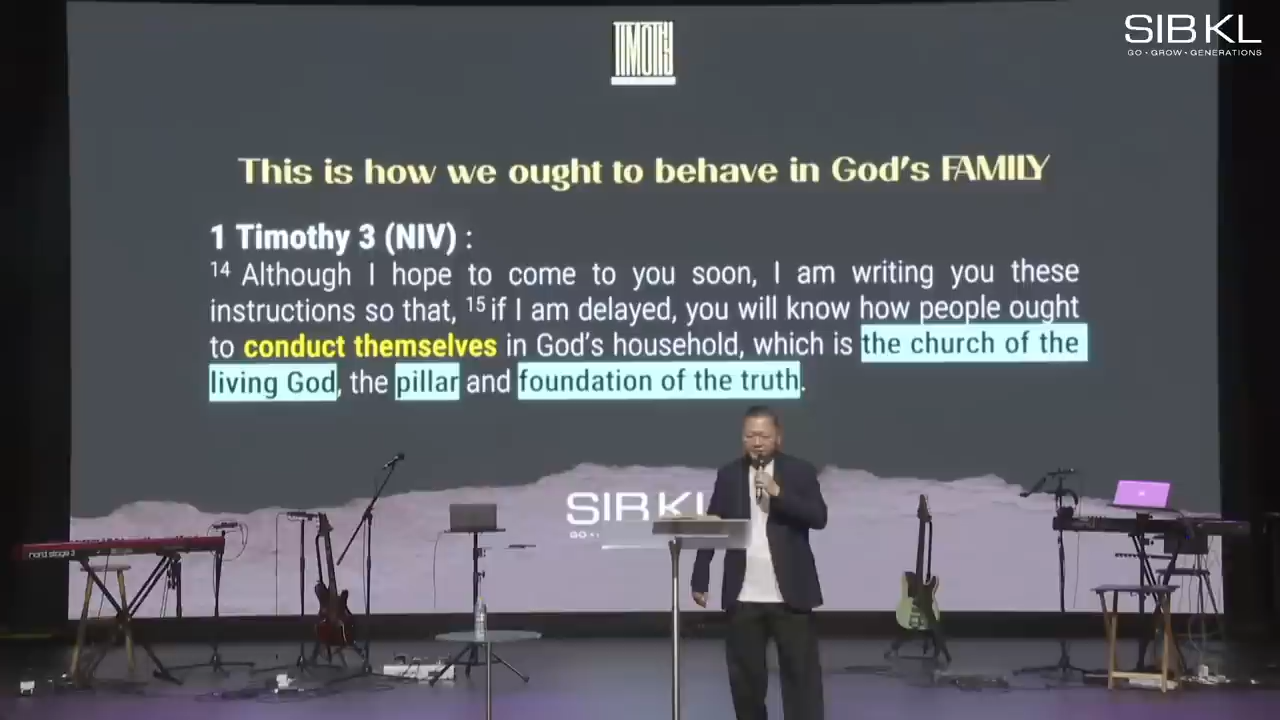 TIMOTHY
SIBKL
GO • GROW • GENERATIONS
This is how we ought to behave in God's FAMILY
1 Timothy 3 (NIV) :
14 Although I hope to come to you soon, I am writing you these
instructions so that, 15 if I am delayed, you will know how people ought
to conduct themselves in God's household, which is the church of the
living God, the pillar and foundation of the truth.
SIBKL
GO •
nord stage 3